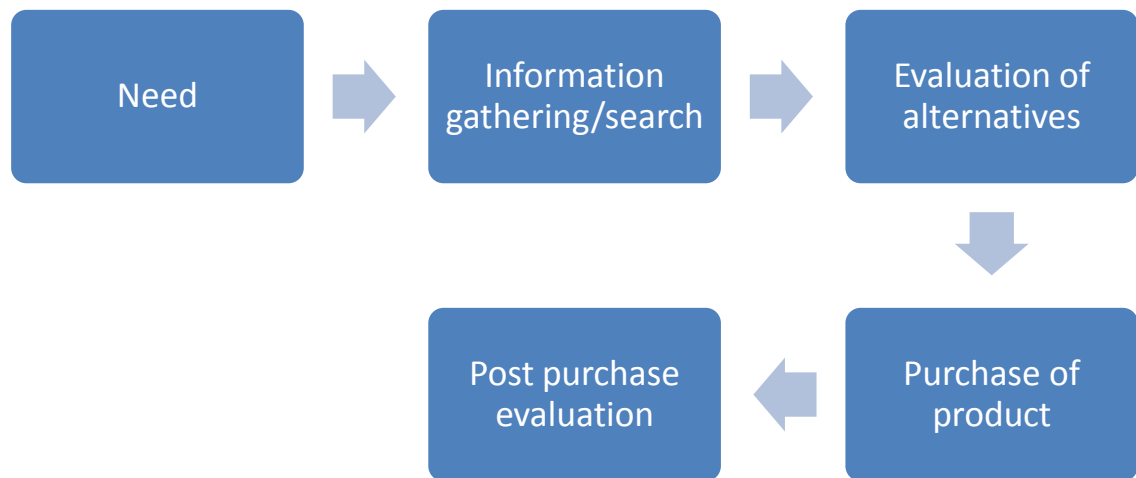 Need
Information
gathering/search
Evaluation of
alternatives
Purchase of
product
Post purchase
evaluation